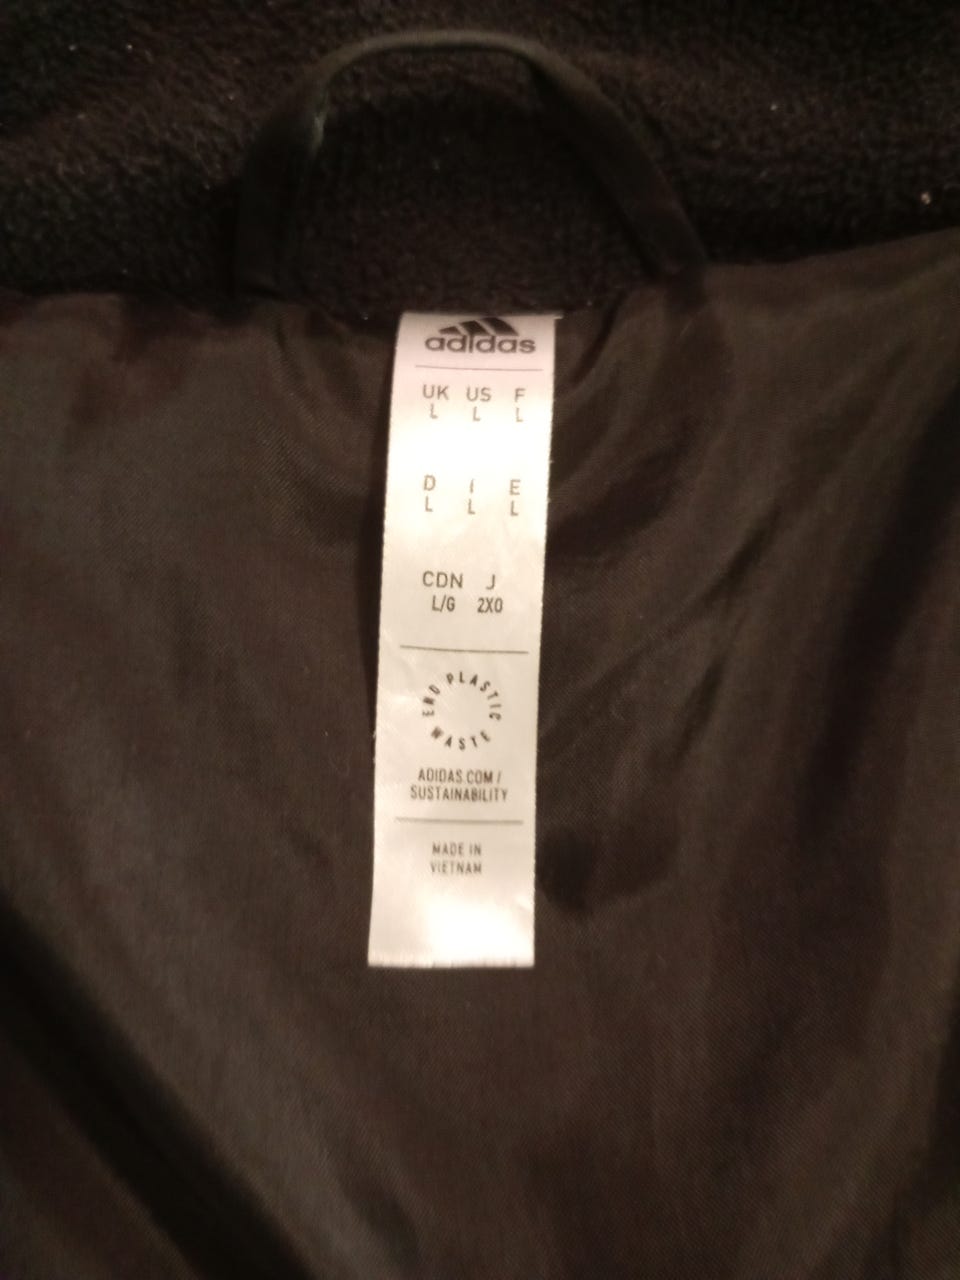 adidas
UK US F
L L L
D I E
L L L
CDN J
L/G 2XO
END PLASTIC WASTE
ADIDAS.COM/
SUSTAINABILITY
MADE IN
VIETNAM